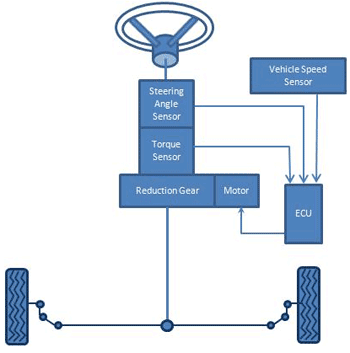 Steering
Angle
Sensor
Vehicle Speed
Sensor
Torque
Sensor
Reduction Gear
Motor
ECU